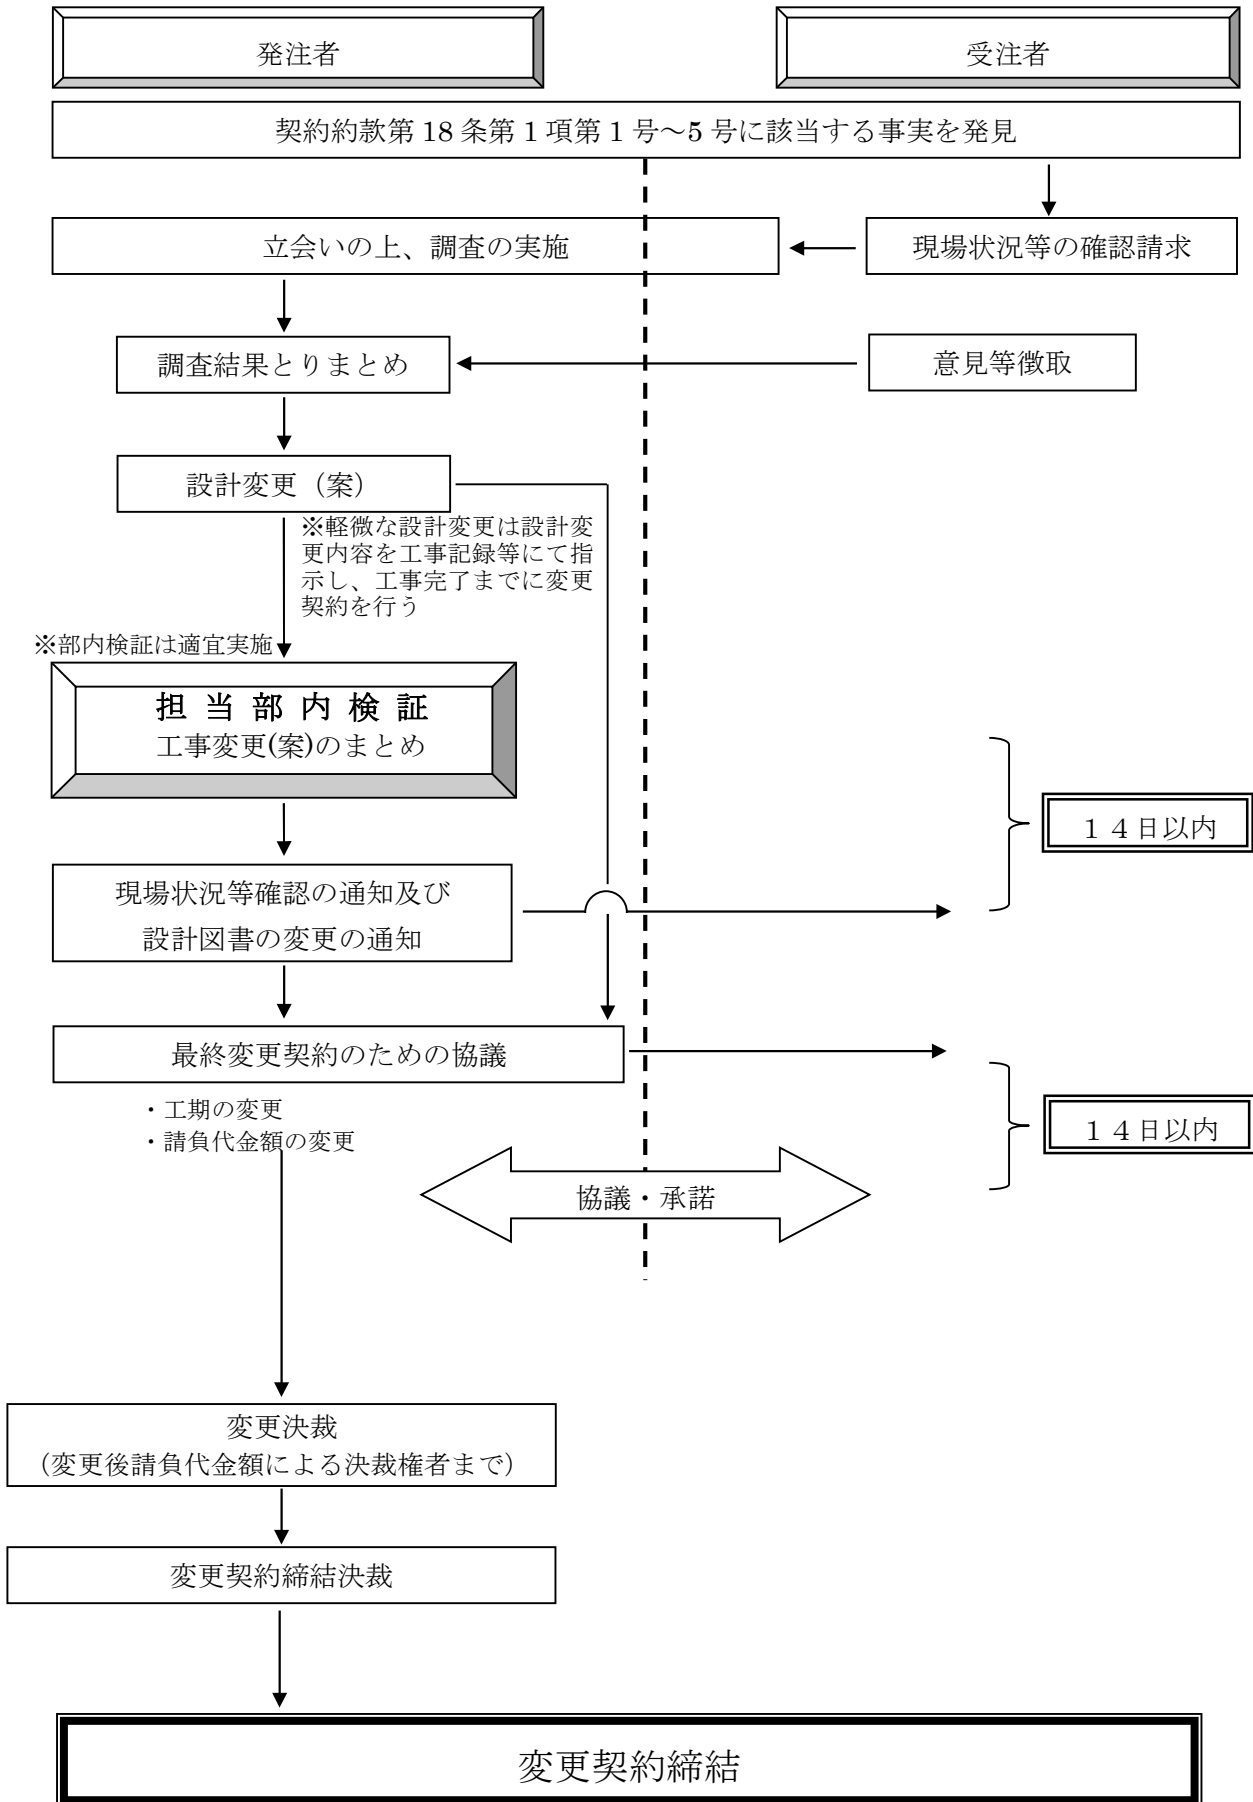 発注者
受注者
契約約款第 18 条第 1 項第 1 号～5 号に該当する事実を発見
立会いの上、調査の実施
現場状況等の確認請求
調査結果とりまとめ
意見等徴取
設計変更（案）
※軽微な設計変更は設計変
更内容を工事記録等にて指
示し、工事完了までに変更
契約を行う
※部内検証は適宜実施
担当部内検証
工事変更(案)のまとめ
１４日以内
現場状況等確認の通知及び
設計図書の変更の通知
最終変更契約のための協議
・工期の変更
・請負代金額の変更
１４日以内
協議・承諾
変更決裁
（変更後請負代金額による決裁権者まで）
変更契約締結決裁
変更契約締結